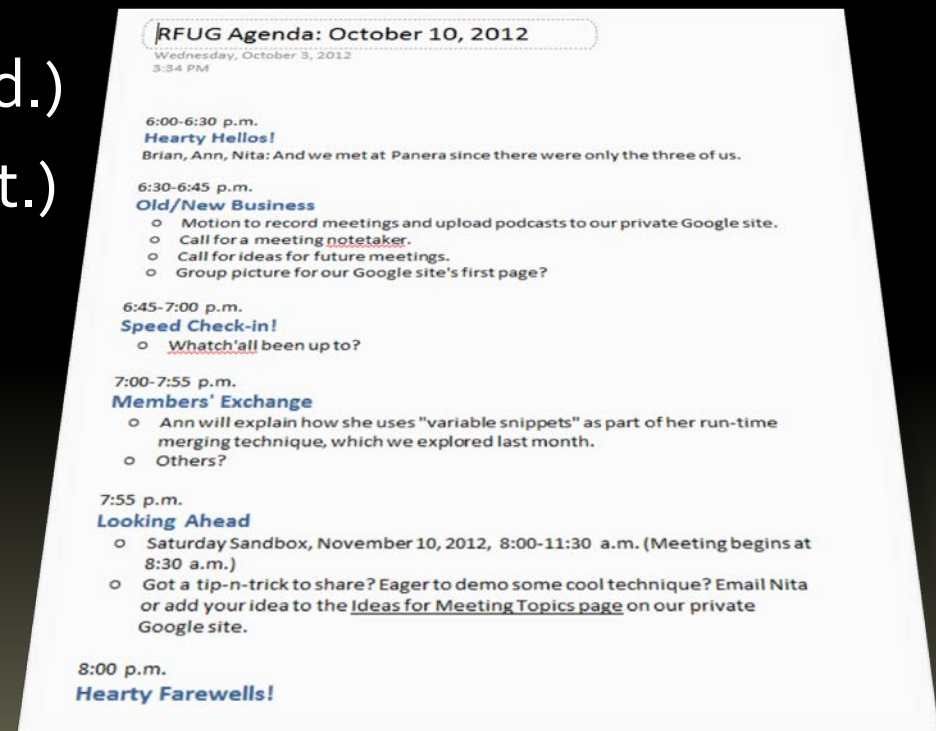 d.)
t.)
RFUG Agenda: October 10, 2012
Wednesday, October 3, 2012
3:34 PM
6:00-6:30 p.m.
Hearty Hellos!
Brian, Ann, Nita: And we met at Panera since there were only the three of us.
6:30-6:45 p.m.
Old/New Business
o Motion to record meetings and upload podcasts to our private Google site.
o Call for a meeting notetaker.
o Call for ideas for future meetings.
o Group picture for our Google site's first page?
6:45-7:00 p.m.
Speed Check-in!
o Whatch'all been up to?
7:00-7:55 p.m.
Members' Exchange
o Ann will explain how she uses "variable snippets" as part of her run-time
merging technique, which we explored last month.
o Others?
7:55 p.m.
Looking Ahead
o Saturday Sandbox, November 10, 2012, 8:00-11:30 a.m. (Meeting begins at
8:30 a.m.)
o Got a tip-n-trick to share? Eager to demo some cool technique? Email Nita
or add your idea to the Ideas for Meeting Topics page on our private
Google site.
8:00 p.m.
Hearty Farewells!